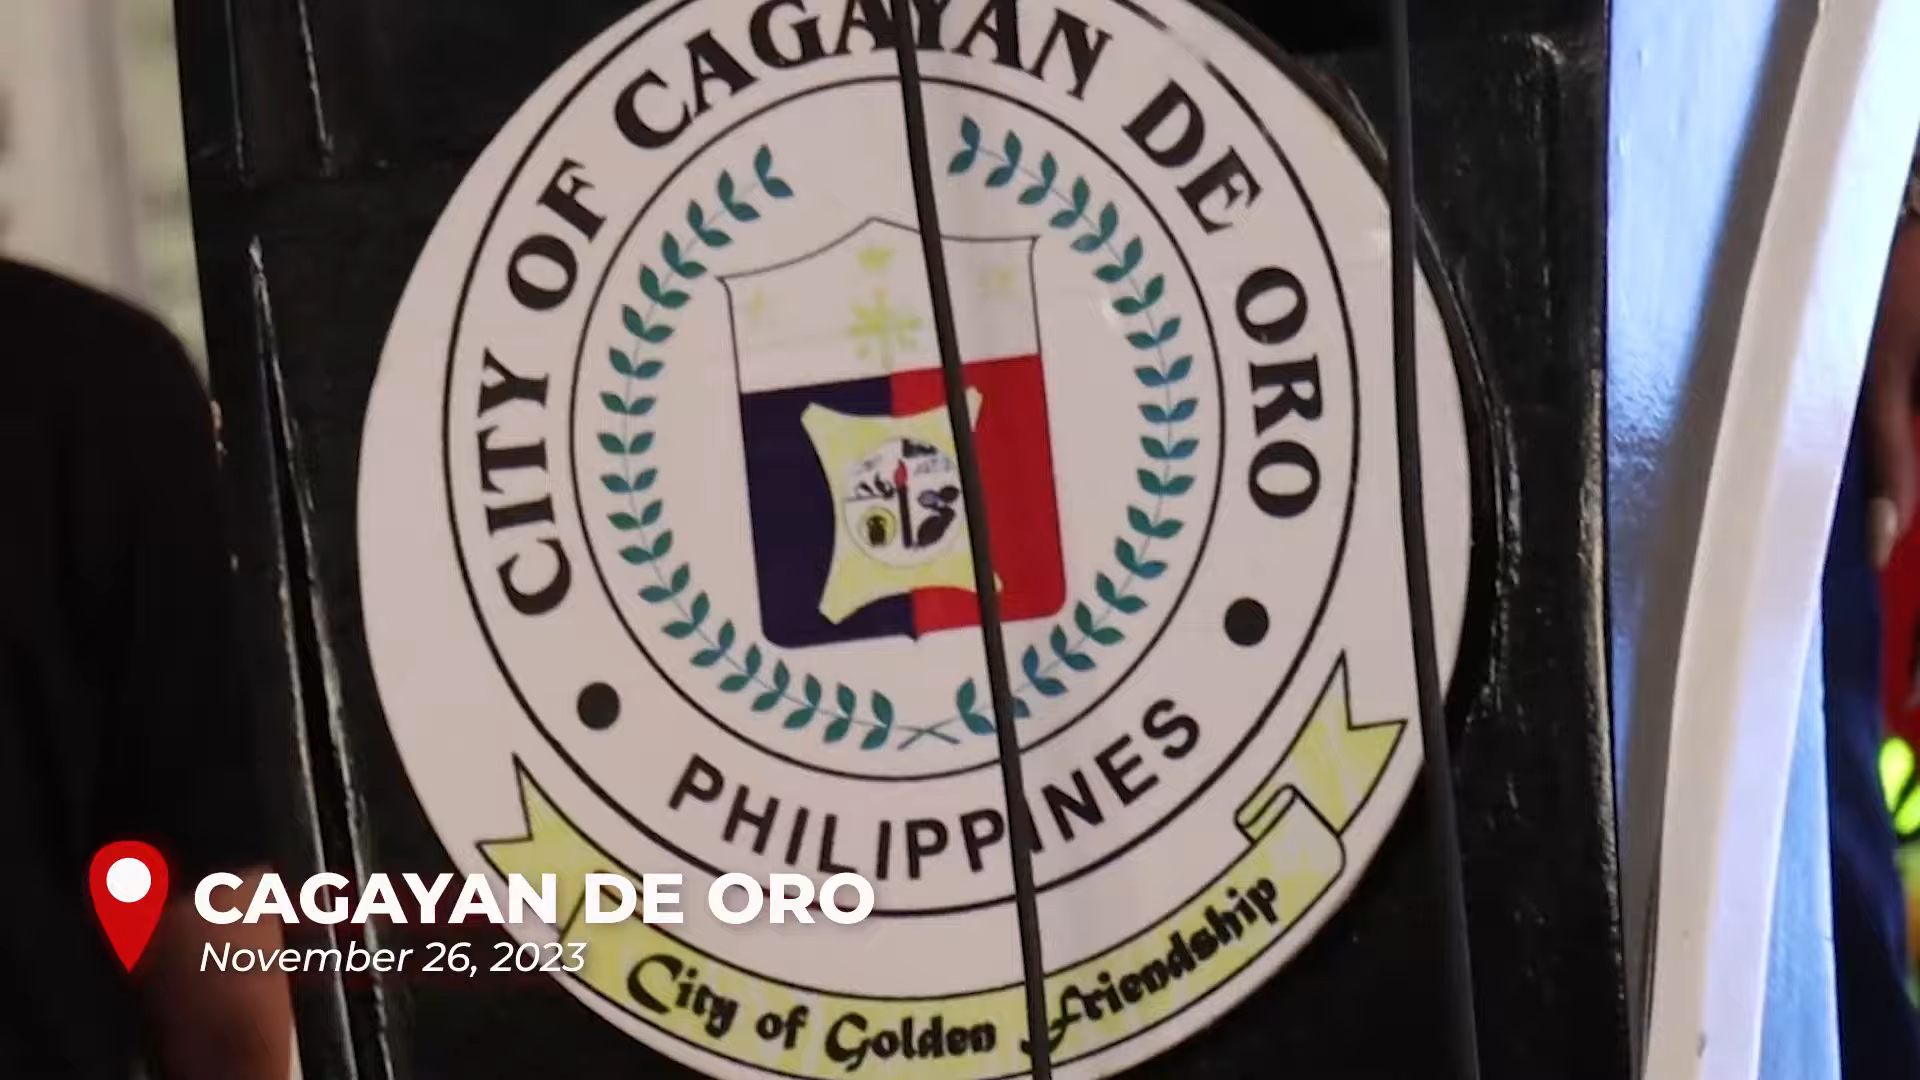 CITY OF CAGAYAN DE ORO
PHILIPPINES
City of Golden Friendship
CAGAYAN DE ORO
November 26, 2023